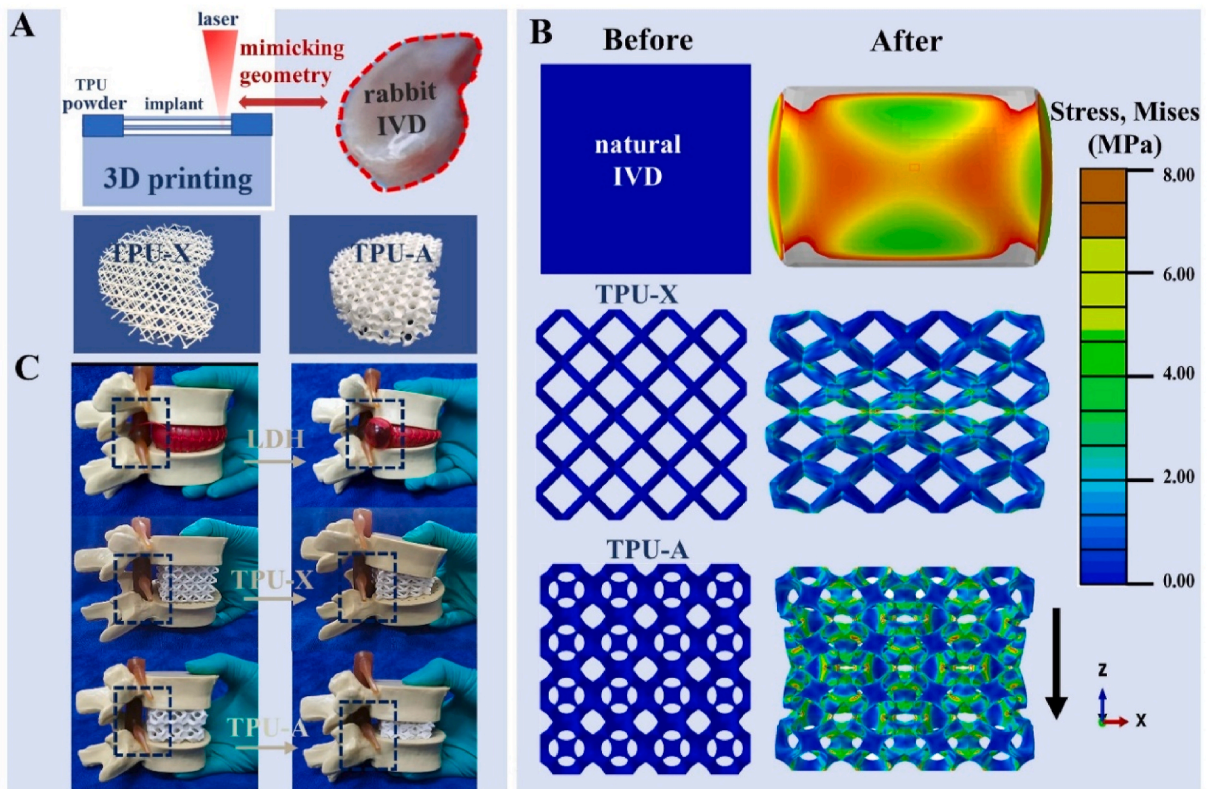 A
laser
mimicking
geometry
TPU
powder
implant
rabbit
IVD
3D printing
TPU-X
TPU-A
B
Before
After
natural
IVD
Stress, Mises
(MPa)
8.00
6.00
4.00
2.00
0.00
TPU-X
TPU-A
Z
X
C
LDH
TPU-X
TPU-A